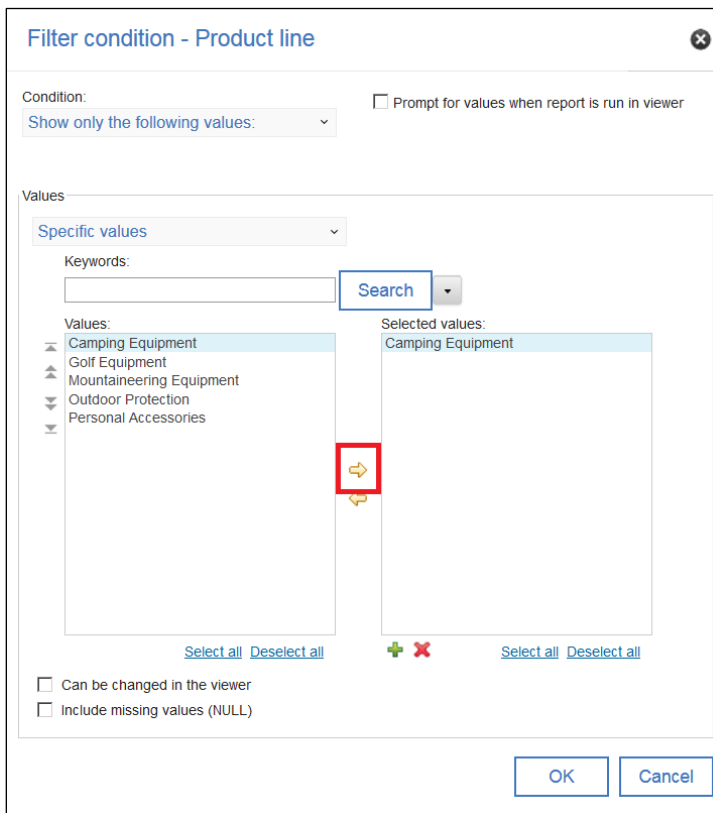 Filter condition - Product line
Condition:
Prompt for values when report is run in viewer
Show only the following values:
Values
Specific values
Keywords:
Search
Values:
Selected values:
Camping Equipment
Camping Equipment
Golf Equipment
Mountaineering Equipment
Outdoor Protection
Personal Accessories
Select all Deselect all
Select all Deselect all
Can be changed in the viewer
Include missing values (NULL)
OK
Cancel